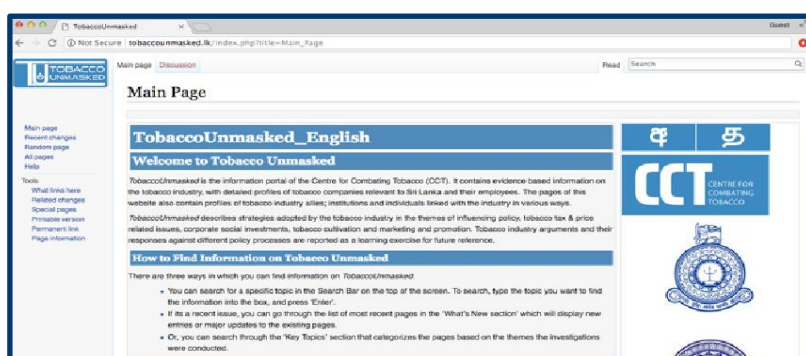 TobaccoUnmasked
Guest
Not Secure tobaccounmasked.lk/index.php?title=Main_Page
TOBACCO
UNMASKED
Main page Discussion
Read Search
Main Page
Main page
Recent changes
Random page
All pages
Help
Tools
What links here
Related changes
Special pages
Printable version
Permanent link
Page information
TobaccoUnmasked_English
Welcome to Tobacco Unmasked
TobaccoUnmasked is the information portal of the Centre for Combating Tobacco (CCT). It contains evidence based information on
the tobacco industry, with detailed profiles of tobacco companies relevant to Sri Lanka and their employees. The pages of this
website also contain profiles of tobacco industry allies; institutions and individuals linked with the industry in various ways.
TobaccoUnmasked describes strategies adopted by the tobacco industry in the themes of influencing policy, tobacco tax & price
related issues, corporate social investments, tobacco cultivation and marketing and promotion. Tobacco industry arguments and their
responses against different policy processes are reported as a learning exercise for future reference.
How to Find Information on Tobacco Unmasked
There are three ways in which you can find information on TobaccoUnmasked.
You can search for a specific topic in the Search Bar on the top of the screen. To search, type the topic you want to find
the information into the box, and press 'Enter'.
If its a recent issue, you can go through the list of most recent pages in the 'What's New section' which will display new
entries or major updates to the existing pages.
Or, you can search through the 'Key Topics' section that categorizes the pages based on the themes the investigations
were conducted.
අ த
CCT CENTRE FOR
COMBATING
TOBACCO